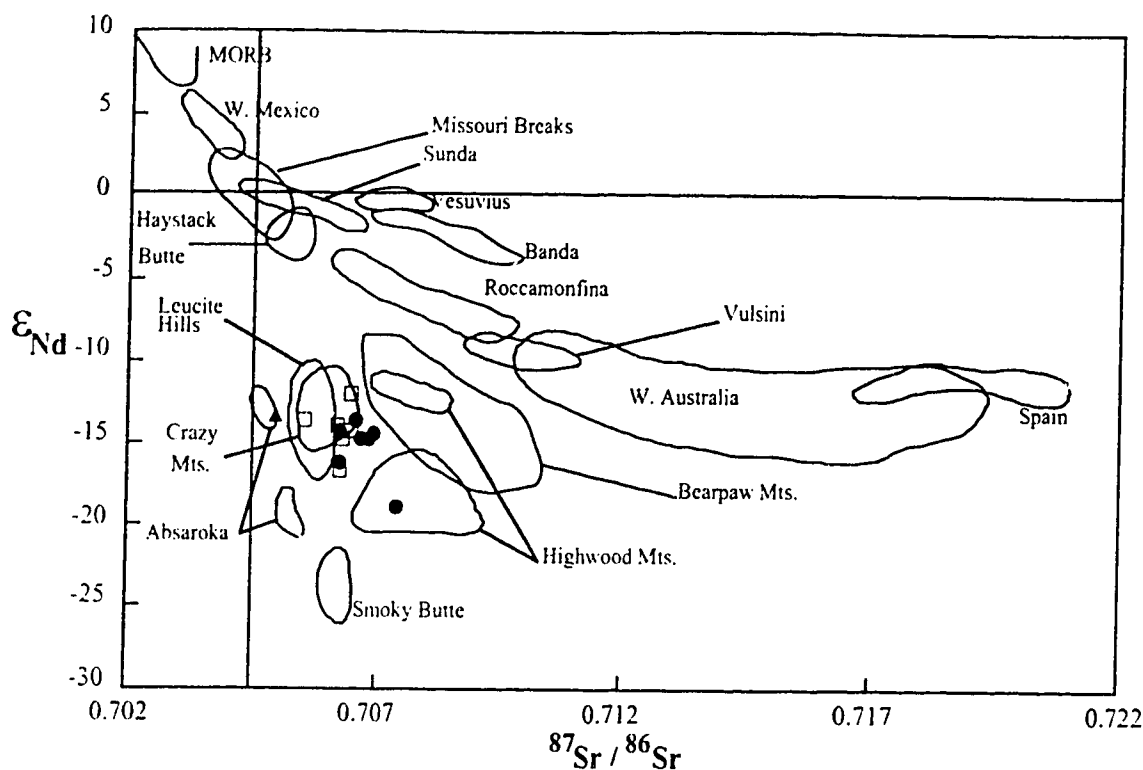 10
MORB
5
W. Mexico
Missouri Breaks
Sunda
0
Vesuvius
Haystack
Butte
Banda
-5
Roccamonfina
Leucite
Hills
Vulsini
εNd
-10
W. Australia
Spain
Crazy
Mts.
-15
Bearpaw Mts.
Absaroka
-20
Highwood Mts.
-25
Smoky Butte
-30
0.702
0.707
0.712
0.717
0.722
87Sr / 86Sr